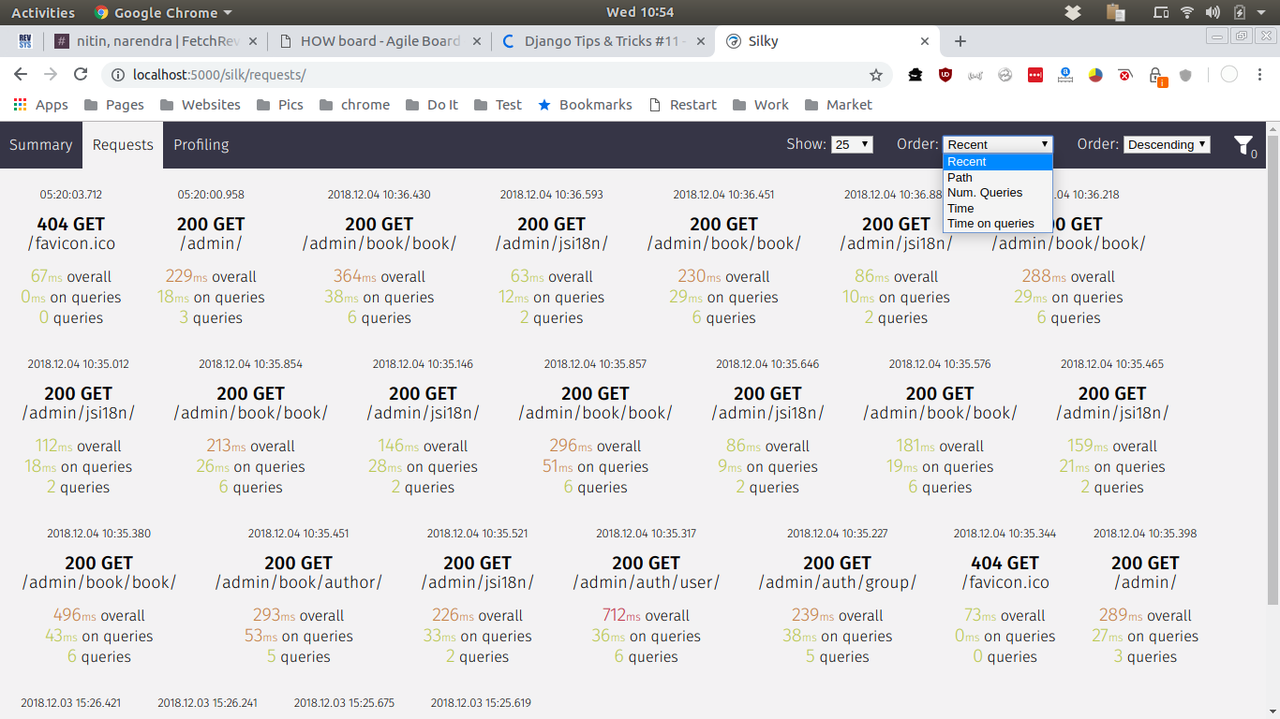 Activities Google Chrome Wed 10:54
REV SYS nitin, narendra | FetchRev HOW board - Agile Board Django Tips & Tricks #11 - Silky
localhost:5000/silk/requests/
Apps Pages Websites Pics chrome Do It Test Bookmarks Restart Work Market
Summary Requests Profiling Show: 25 Order: Recent Order: Descending 0
Recent
Path
Num. Queries
Time
Time on queries
05:20:03.712 05:20:00.958 2018.12.04 10:36.430 2018.12.04 10:36.593 2018.12.04 10:36.451 2018.12.04 10:36.88 10:36.218
404 GET 200 GET 200 GET 200 GET 200 GET 200 GET GET
/favicon.ico /admin/ /admin/book/book/ /admin/jsi18n/ /admin/book/book/ /admin/jsi18n/ /admin/book/book/
67ms overall 229ms overall 364ms overall 63ms overall 230ms overall 86ms overall 288ms overall
0ms on queries 18ms on queries 38ms on queries 12ms on queries 29ms on queries 10ms on queries 29ms on queries
0 queries 3 queries 6 queries 2 queries 6 queries 2 queries 6 queries
2018.12.04 10:35.012 2018.12.04 10:35.854 2018.12.04 10:35.146 2018.12.04 10:35.857 2018.12.04 10:35.646 2018.12.04 10:35.576 2018.12.04 10:35.465
200 GET 200 GET 200 GET 200 GET 200 GET 200 GET 200 GET
/admin/jsi18n/ /admin/book/book/ /admin/jsi18n/ /admin/book/book/ /admin/jsi18n/ /admin/book/book/ /admin/jsi18n/
112ms overall 213ms overall 146ms overall 296ms overall 86ms overall 181ms overall 159ms overall
18ms on queries 26ms on queries 28ms on queries 51ms on queries 9ms on queries 19ms on queries 21ms on queries
2 queries 6 queries 2 queries 6 queries 2 queries 6 queries 2 queries
2018.12.04 10:35.380 2018.12.04 10:35.451 2018.12.04 10:35.521 2018.12.04 10:35.317 2018.12.04 10:35.227 2018.12.04 10:35.344 2018.12.04 10:35.398
200 GET 200 GET 200 GET 200 GET 200 GET 404 GET 200 GET
/admin/book/book/ /admin/book/author/ /admin/jsi18n/ /admin/auth/user/ /admin/auth/group/ /favicon.ico /admin/
496ms overall 293ms overall 226ms overall 712ms overall 239ms overall 73ms overall 289ms overall
43ms on queries 53ms on queries 33ms on queries 36ms on queries 38ms on queries 0ms on queries 27ms on queries
6 queries 5 queries 2 queries 6 queries 5 queries 0 queries 3 queries
2018.12.03 15:26.421 2018.12.03 15:26.241 2018.12.03 15:25.675 2018.12.03 15:25.619